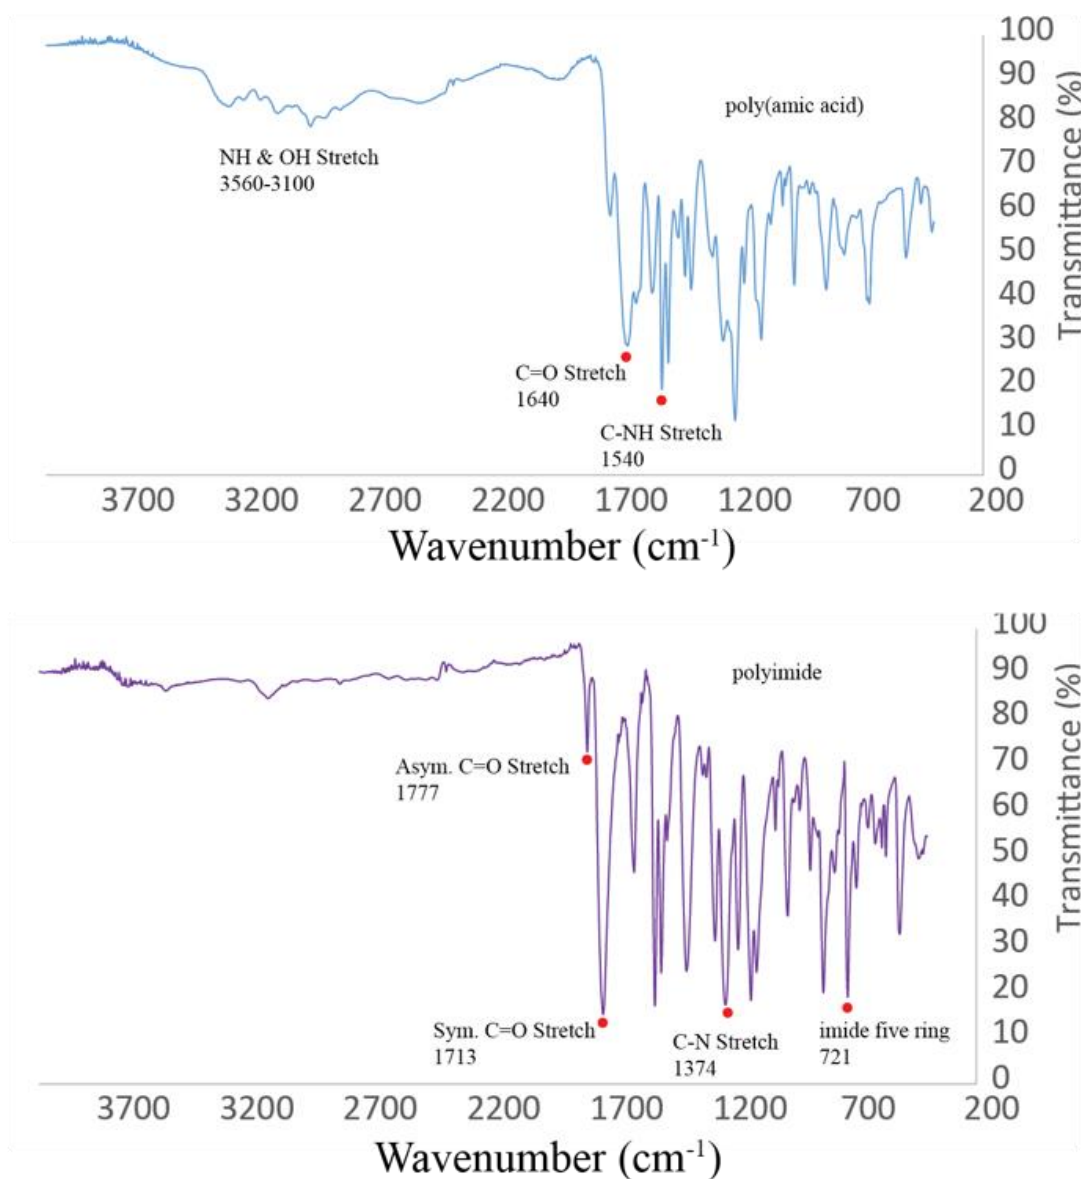 100
90
80
70
60
50
40
30
20
10
0
Transmittance (%)
poly(amic acid)
NH & OH Stretch
3560-3100
C=O Stretch
1640
C-NH Stretch
1540
3700 3200 2700 2200 1700 1200 700 200
Wavenumber (cm⁻¹)
100
90
80
70
60
50
40
30
20
10
0
Transmittance (%)
polyimide
Asym. C=O Stretch
1777
Sym. C=O Stretch
1713
C-N Stretch
1374
imide five ring
721
3700 3200 2700 2200 1700 1200 700 200
Wavenumber (cm⁻¹)